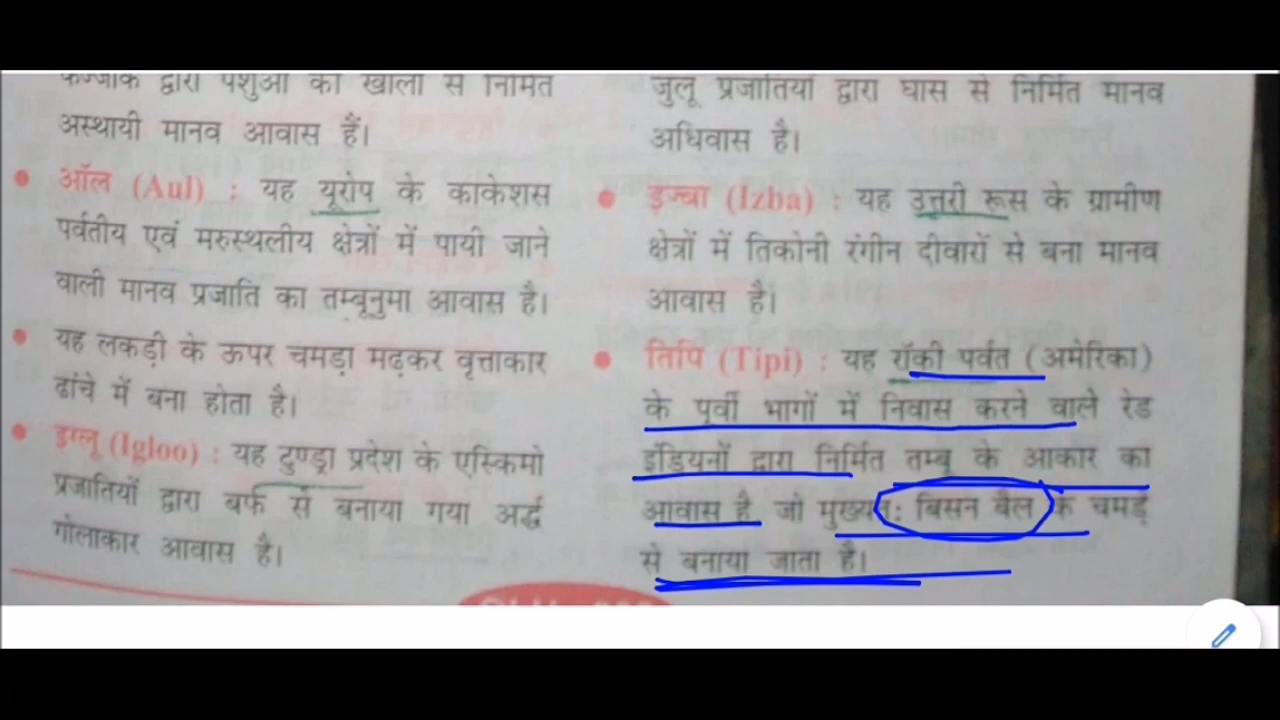 कज्जाक द्वारा पशुओं की खालों से निर्मित
अस्थायी मानव आवास हैं।
• ऑल (Aul) : यह यूरोप के काकेशस
पर्वतीय एवं मरुस्थलीय क्षेत्रों में पायी जाने
वाली मानव प्रजाति का तम्बूनुमा आवास है।
• यह लकड़ी के ऊपर चमड़ा मढ़कर वृत्ताकार
ढांचे में बना होता है।
• इग्लू (Igloo) : यह टुण्ड्रा प्रदेश के एस्किमो
प्रजातियों द्वारा बर्फ से बनाया गया अर्द्ध
गोलाकार आवास है।
जुलू प्रजातियों द्वारा घास से निर्मित मानव
अधिवास है।
• इज्बा (Izba) : यह उत्तरी रूस के ग्रामीण
क्षेत्रों में तिकोनी रंगीन दीवारों से बना मानव
आवास है।
• तिपि (Tipi) : यह रॉकी पर्वत (अमेरिका)
के पूर्वी भागों में निवास करने वाले रेड
इंडियनों द्वारा निर्मित तम्बू के आकार का
आवास है जो मुख्यत: बिसन बैल के चमड़े
से बनाया जाता है।